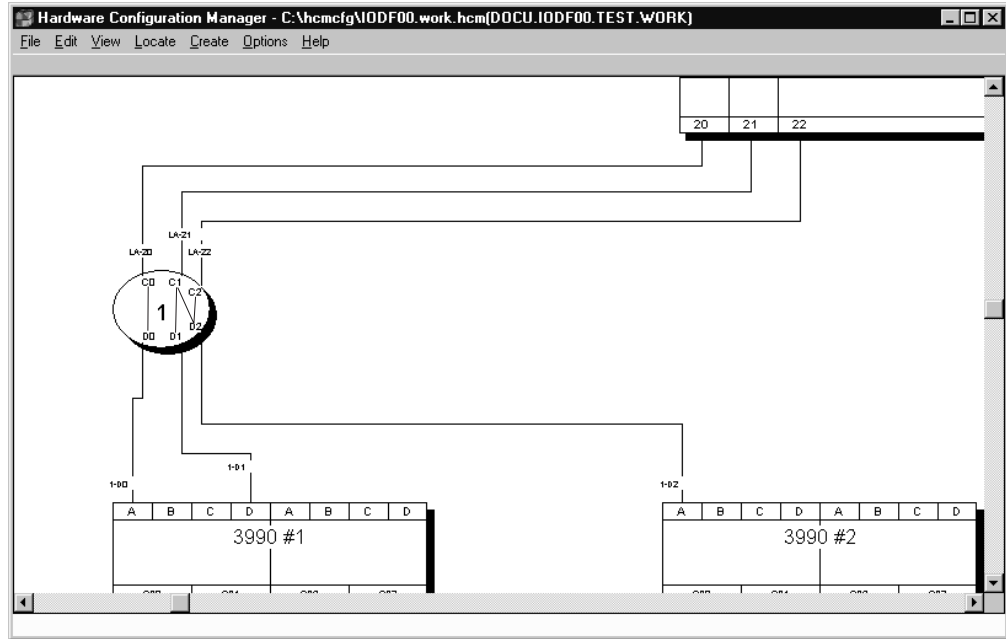 Hardware Configuration Manager - C:\hcmcfg\IODF00.work.hcm(DOCU.IODF00.TEST.WORK)
File Edit View Locate Create Options Help
20 21 22
LA-21
LA-20 LA-22
C0 C1 C2
1
D0 D1 D2
1-D1
1-D0 1-D2
A B C D A B C D A B C D A B C D
3990 #1 3990 #2